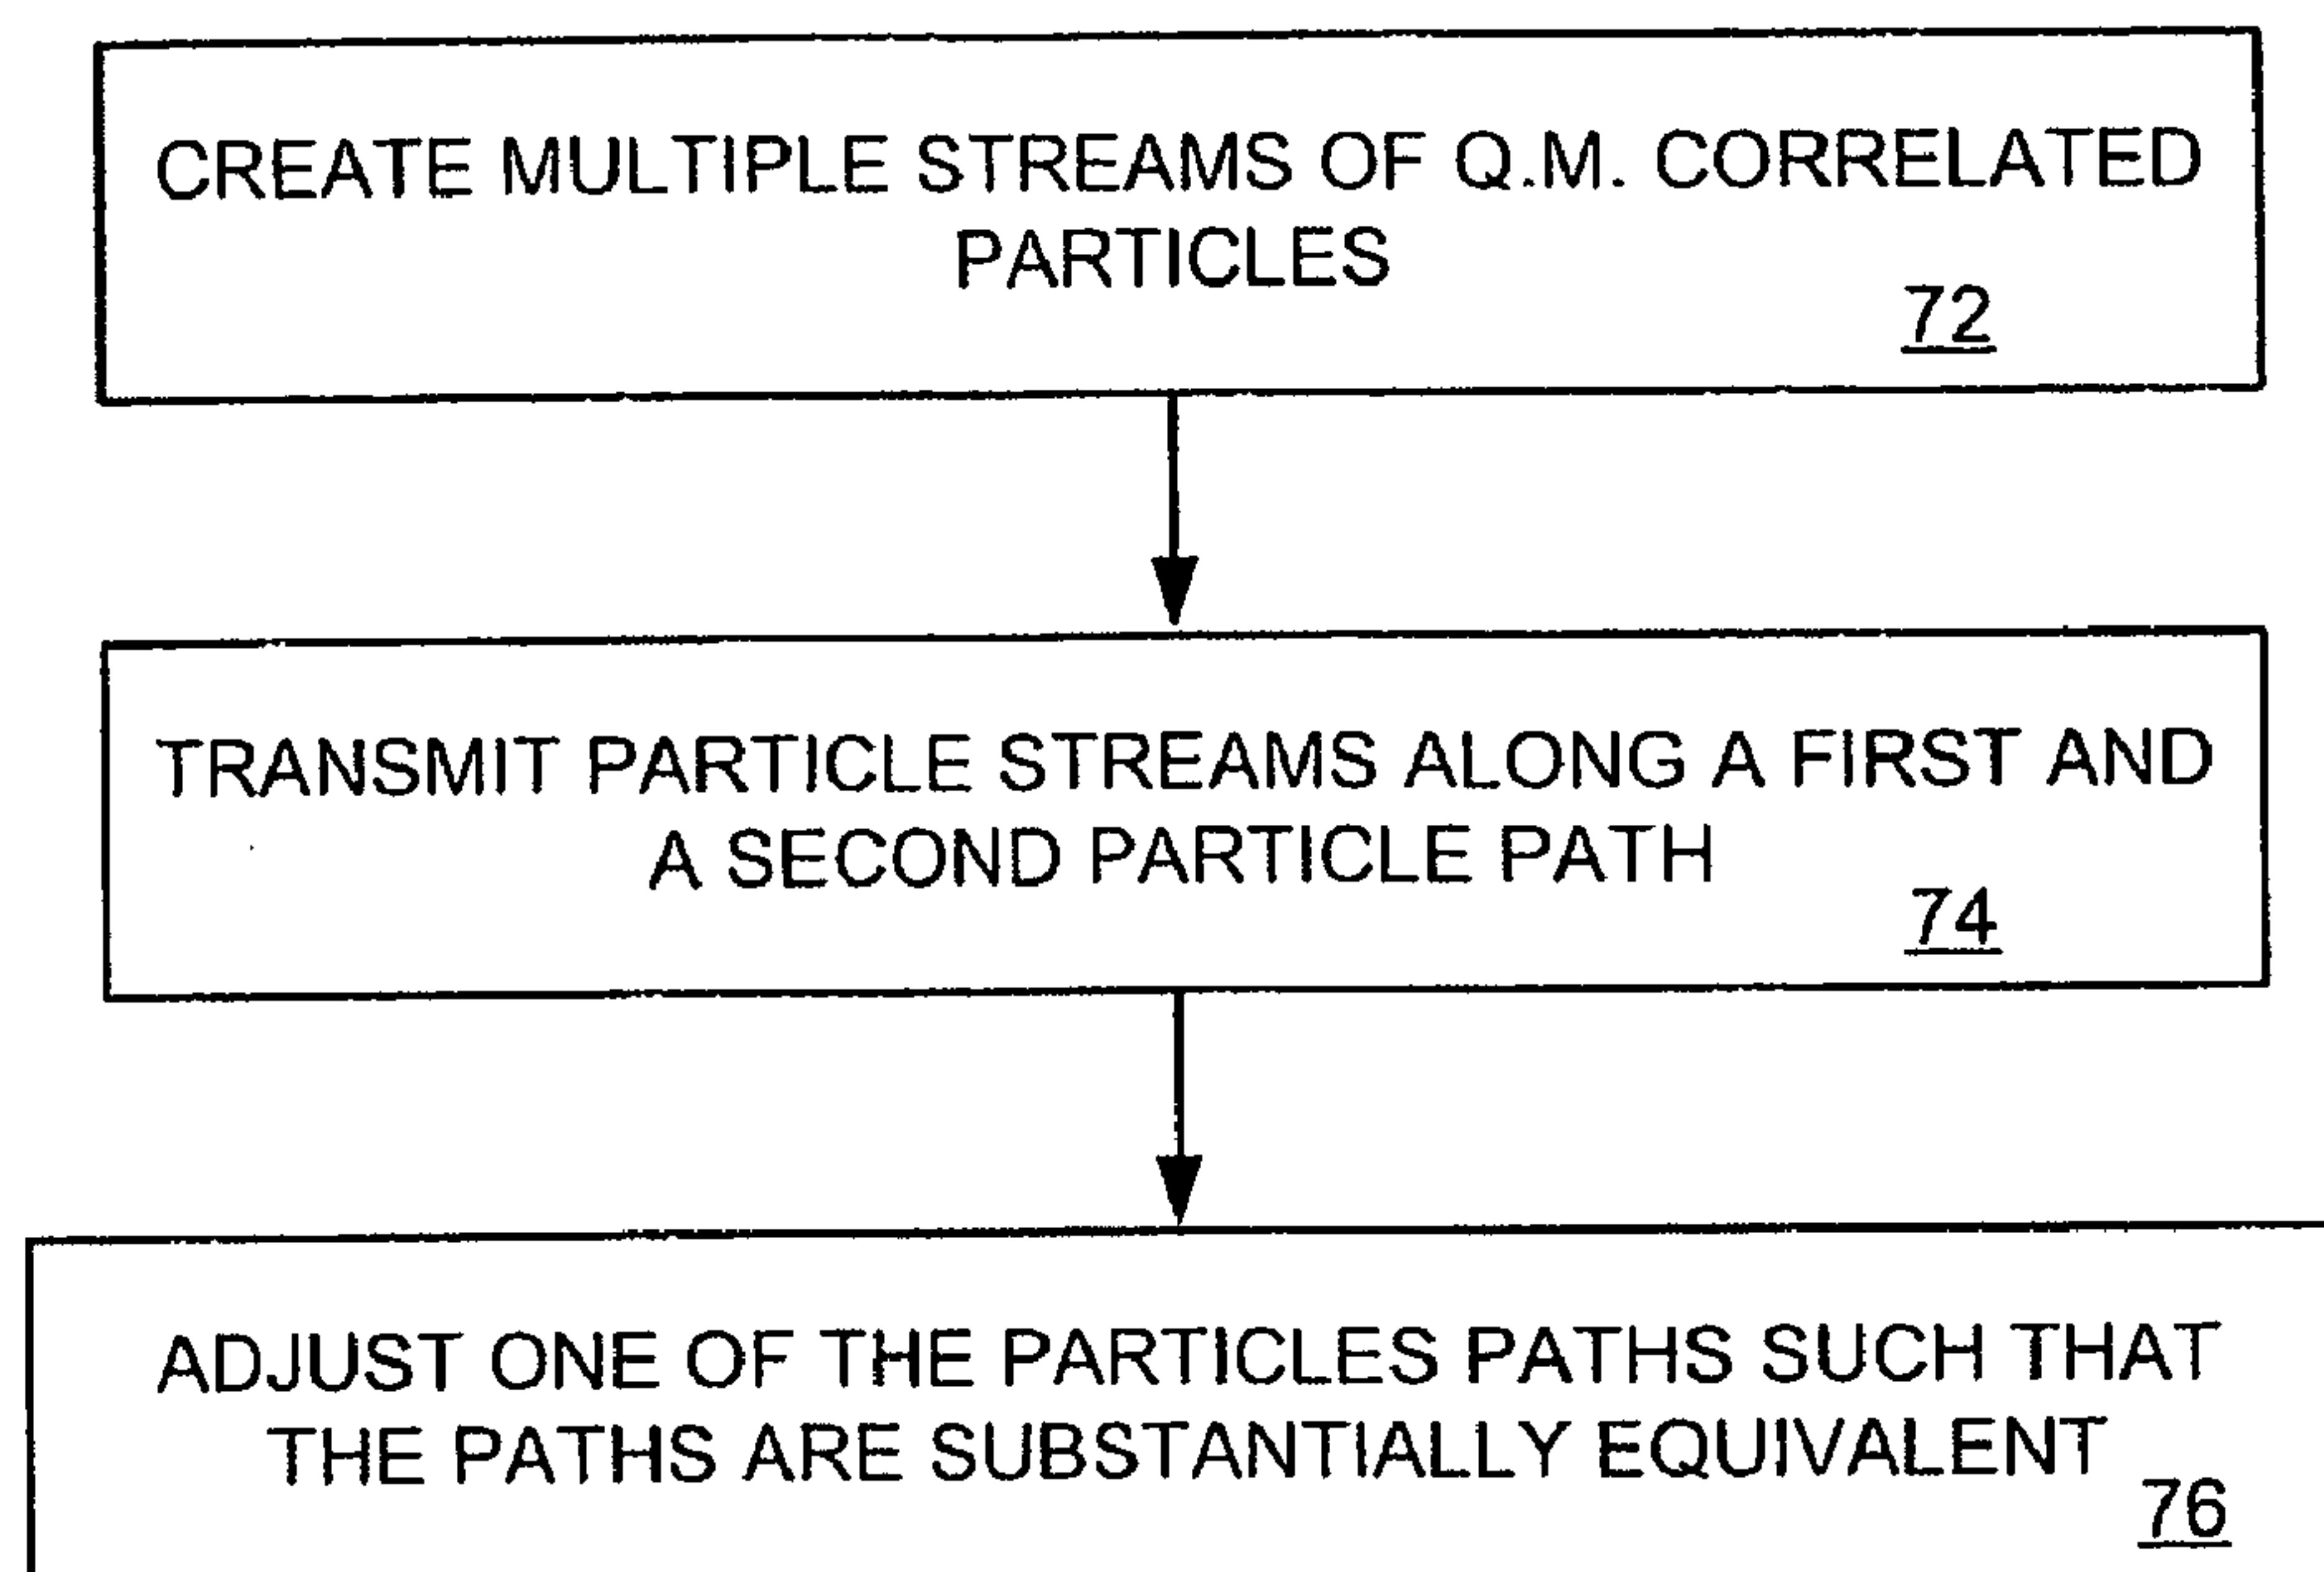 CREATE MULTIPLE STREAMS OF Q.M. CORRELATED
PARTICLES
72
TRANSMIT PARTICLE STREAMS ALONG A FIRST AND
A SECOND PARTICLE PATH
74
ADJUST ONE OF THE PARTICLES PATHS SUCH THAT
THE PATHS ARE SUBSTANTIALLY EQUIVALENT
76